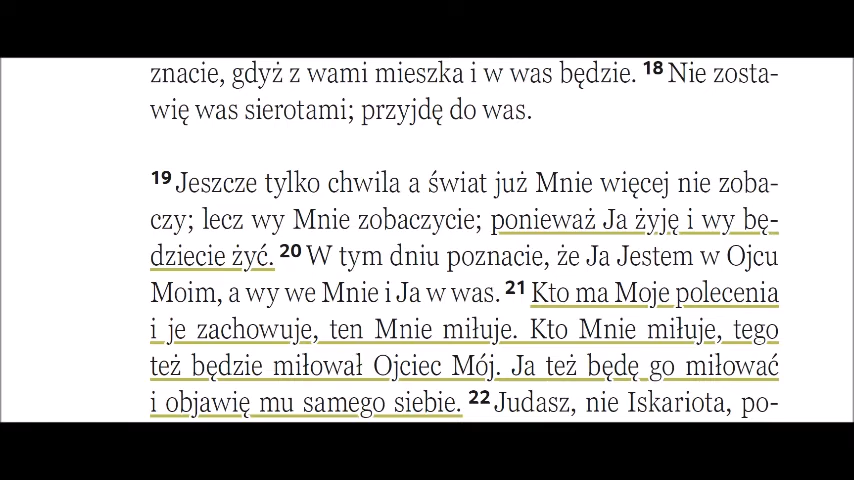 znacie, gdyż z wami mieszka i w was będzie. 18 Nie zosta-
wię was sierotami; przyjdę do was.
19 Jeszcze tylko chwila a świat już Mnie więcej nie zoba-
czy; lecz wy Mnie zobaczycie; ponieważ Ja żyję i wy bę-
dziecie żyć. 20 W tym dniu poznacie, że Ja Jestem w Ojcu
Moim, a wy we Mnie i Ja w was. 21 Kto ma Moje polecenia
i je zachowuje, ten Mnie miłuje. Kto Mnie miłuje, tego
też będzie miłował Ojciec Mój. Ja też będę go miłować
i objawię mu samego siebie. 22 Judasz, nie Iskariota, po-